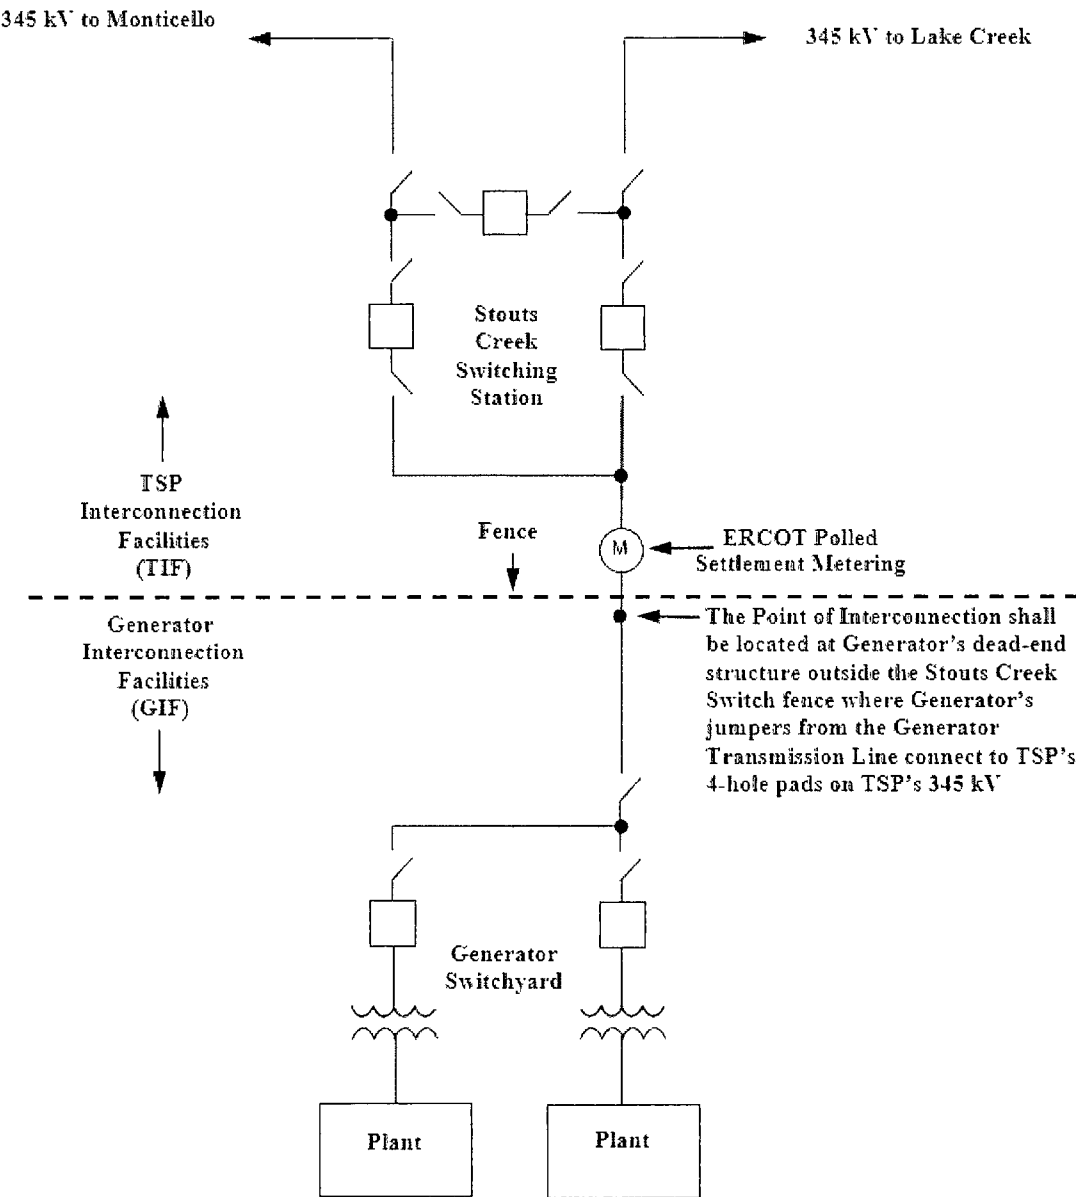 345 kV to Monticello
345 kV to Lake Creek
Stouts
Creek
Switching
Station
TSP
Interconnection
Facilities
(TIF)
Fence
M
ERCOT Polled
Settlement Metering
Generator
Interconnection
Facilities
(GIF)
The Point of Interconnection shall
be located at Generator's dead-end
structure outside the Stouts Creek
Switch fence where Generator's
jumpers from the Generator
Transmission Line connect to TSP's
4-hole pads on TSP's 345 kV
Generator
Switchyard
Plant
Plant